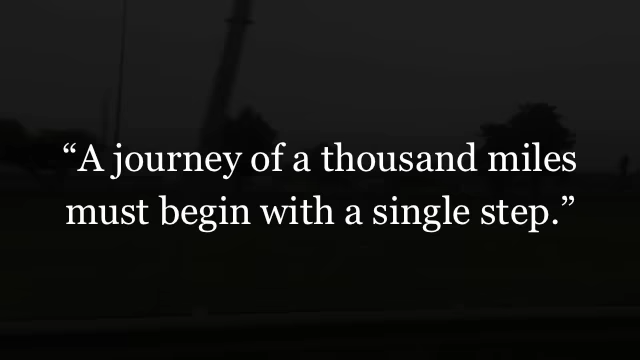 “A journey of a thousand miles
must begin with a single step.”